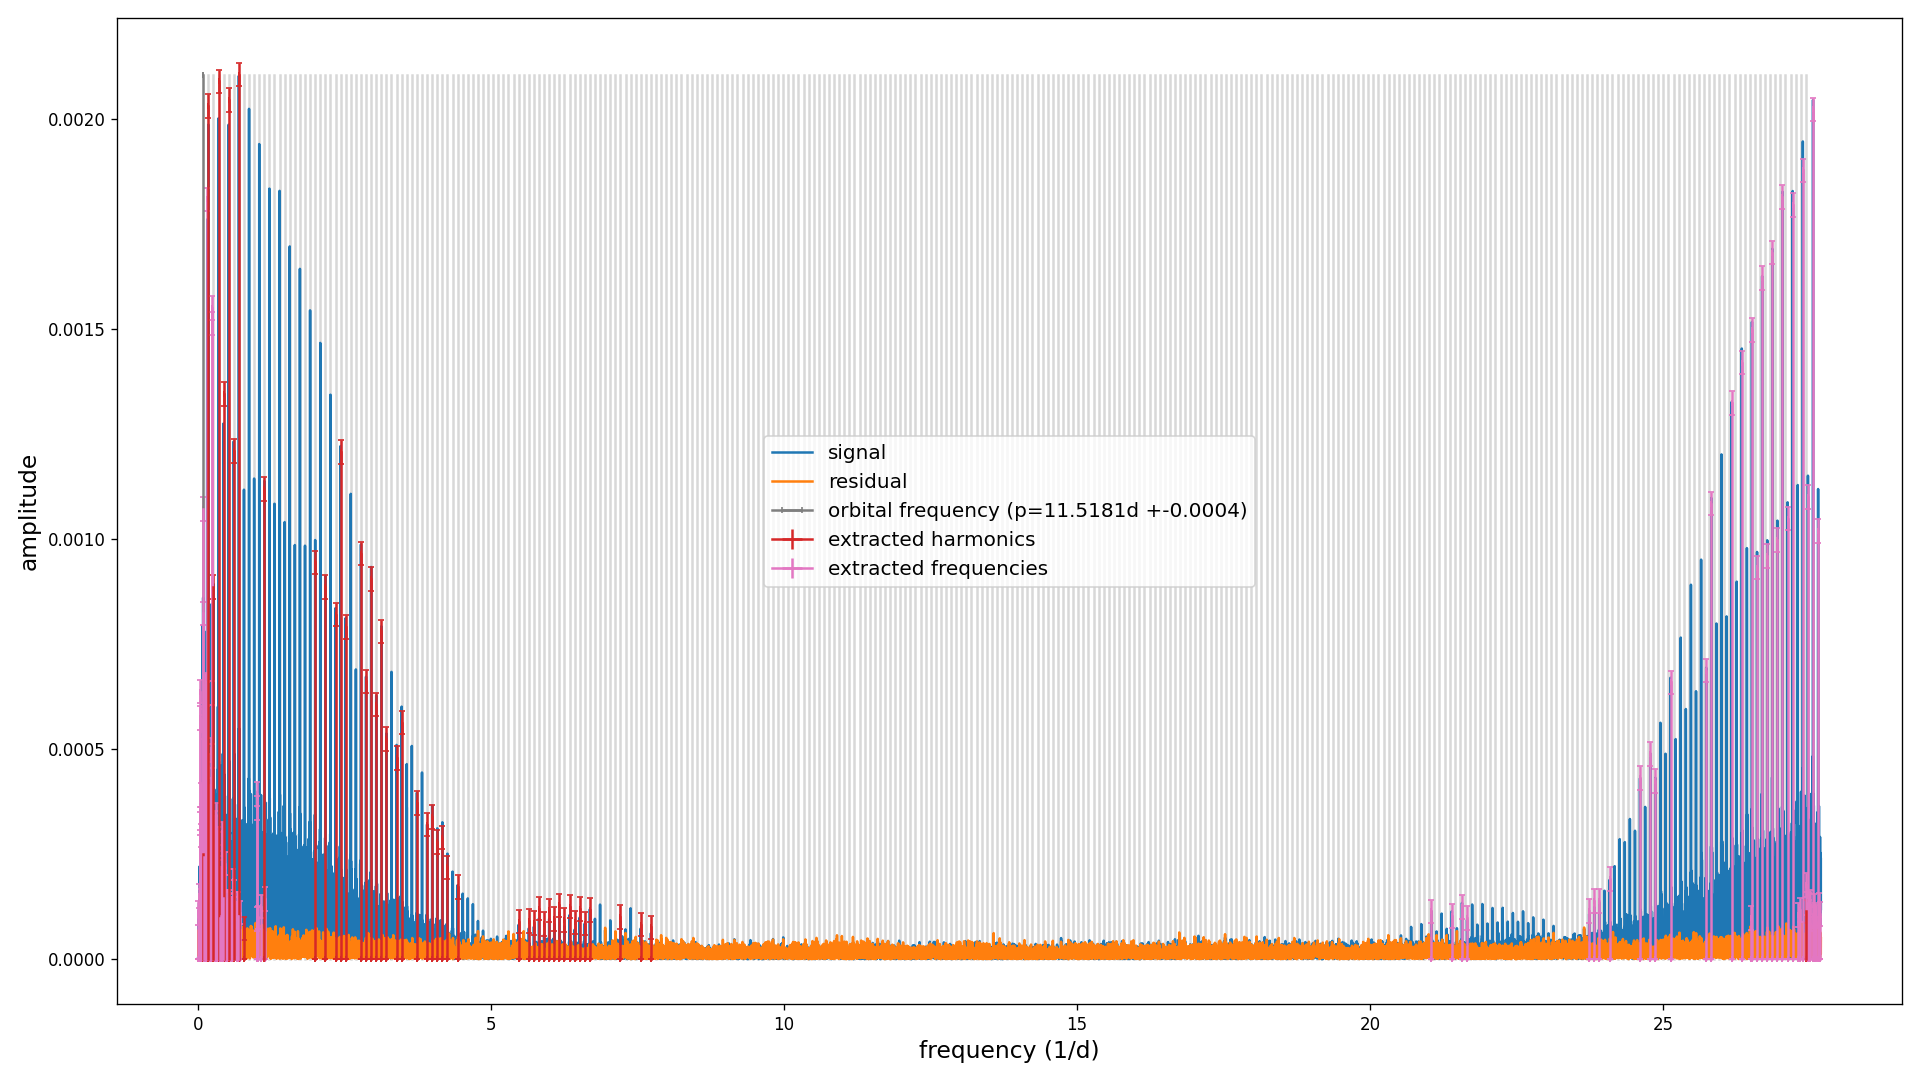 0.0020
0.0015
0.0010
0.0005
0.0000
amplitude
signal
residual
orbital frequency (p=11.5181d +-0.0004)
extracted harmonics
extracted frequencies
0 5 10 15 20 25
frequency (1/d)